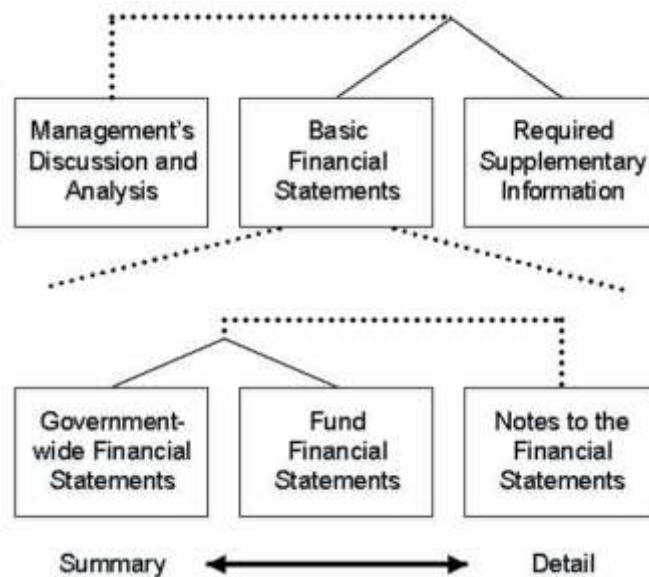 Management's
Discussion and
Analysis
Basic
Financial
Statements
Required
Supplementary
Information
Government-
wide Financial
Statements
Fund
Financial
Statements
Notes to the
Financial
Statements
Summary
Detail